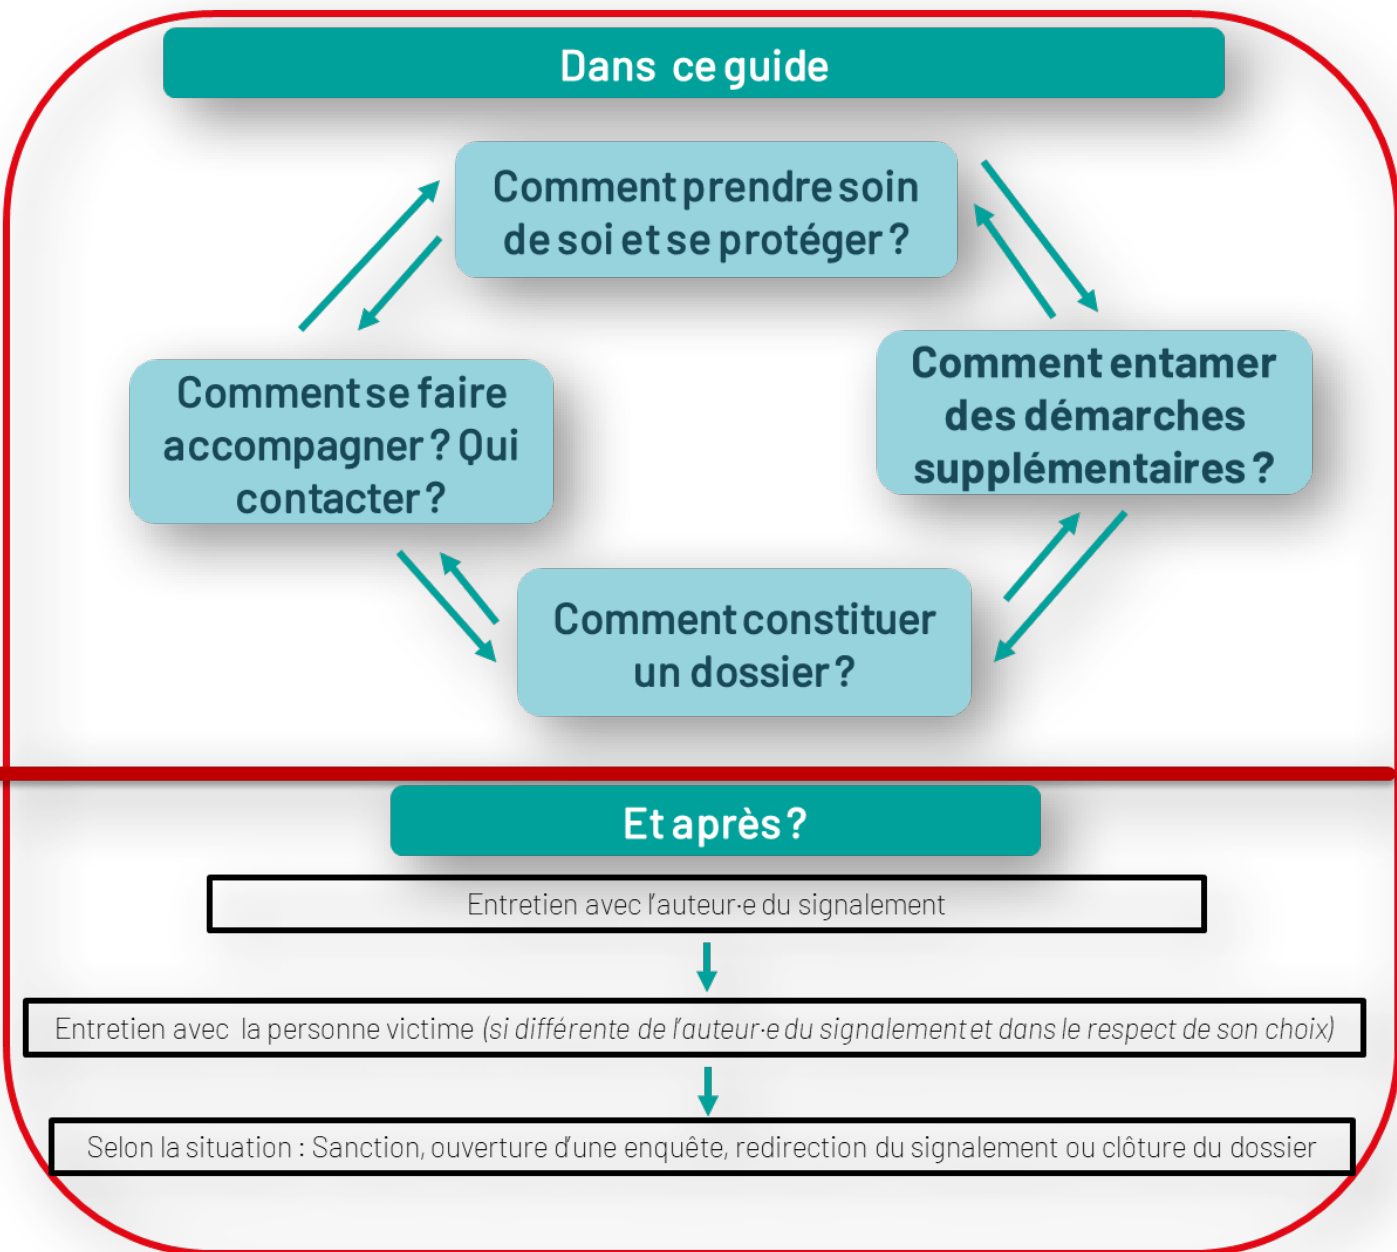 Dans ce guide
Comment prendre soin
de soi et se protéger ?
Comment se faire
accompagner ? Qui
contacter ?
Comment entamer
des démarches
supplémentaires ?
Comment constituer
un dossier ?
Et après ?
Entretien avec l'auteur·e du signalement
Entretien avec la personne victime (si différente de l'auteur·e du signalement et dans le respect de son choix)
Selon la situation : Sanction, ouverture d'une enquête, redirection du signalement ou clôture du dossier